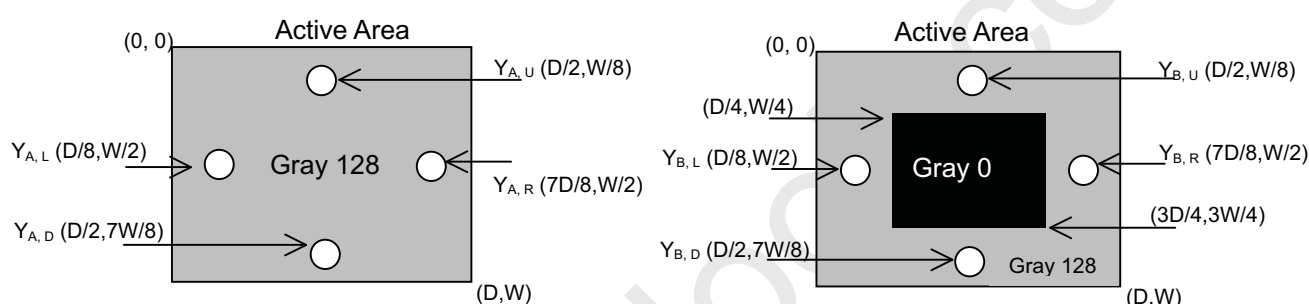 Active Area
(0, 0)
Y_A, U (D/2,W/8)
Y_A, L (D/8,W/2)
Gray 128
Y_A, R (7D/8,W/2)
Y_A, D (D/2,7W/8)
(D,W)
Active Area
(0, 0)
Y_B, U (D/2,W/8)
(D/4,W/4)
Y_B, L (D/8,W/2)
Gray 0
Y_B, R (7D/8,W/2)
(3D/4,3W/4)
Y_B, D (D/2,7W/8)
Gray 128
(D,W)